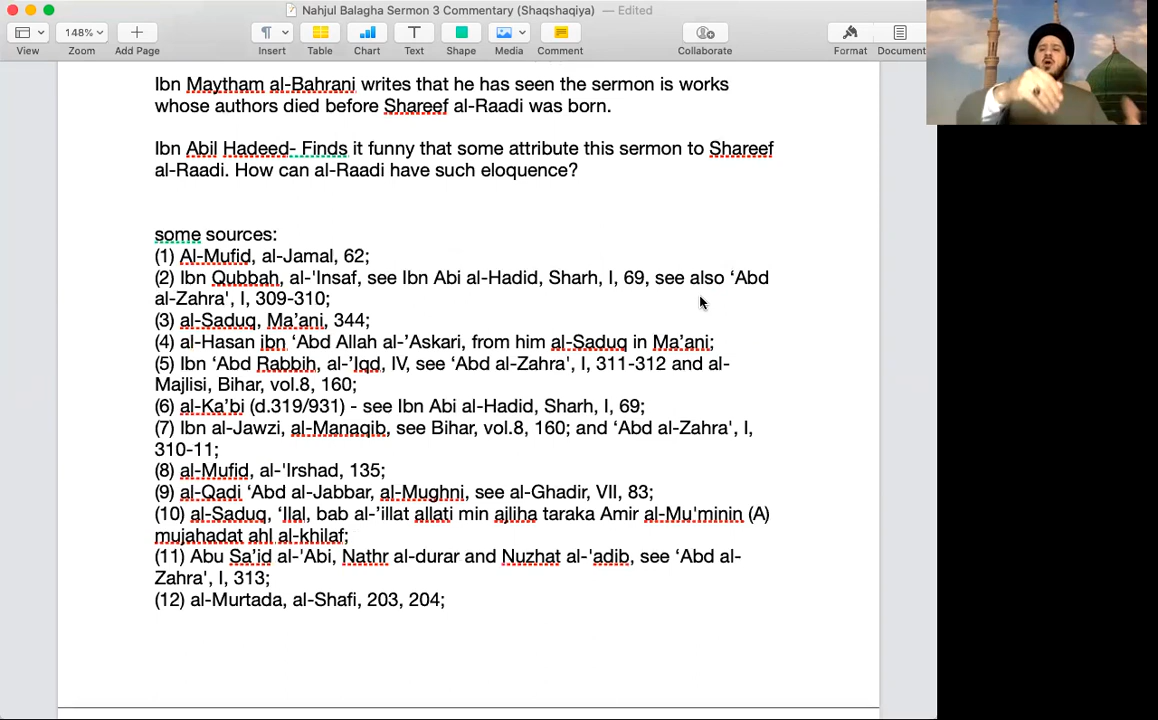 Nahjul Balagha Sermon 3 Commentary (Shaqshaqiya) — Edited
View
148%
Zoom
Add Page
Insert
Table
Chart
Text
Shape
Media
Comment
Collaborate
Format
Document
Ibn Maytham al-Bahrani writes that he has seen the sermon is works
whose authors died before Shareef al-Raadi was born.
Ibn Abil Hadeed- Finds it funny that some attribute this sermon to Shareef
al-Raadi. How can al-Raadi have such eloquence?
some sources:
(1) Al-Mufid, al-Jamal, 62;
(2) Ibn Qubbah, al-'Insaf, see Ibn Abi al-Hadid, Sharh, I, 69, see also ‘Abd
al-Zahra', I, 309-310;
(3) al-Saduq, Ma’ani, 344;
(4) al-Hasan ibn ‘Abd Allah al-’Askari, from him al-Saduq in Ma’ani;
(5) Ibn ‘Abd Rabbih, al-’Iqd, IV, see ‘Abd al-Zahra', I, 311-312 and al-
Majlisi, Bihar, vol.8, 160;
(6) al-Ka’bi (d.319/931) - see Ibn Abi al-Hadid, Sharh, I, 69;
(7) Ibn al-Jawzi, al-Manaqib, see Bihar, vol.8, 160; and ‘Abd al-Zahra', I,
310-11;
(8) al-Mufid, al-'Irshad, 135;
(9) al-Qadi ‘Abd al-Jabbar, al-Mughni, see al-Ghadir, VII, 83;
(10) al-Saduq, ‘Ilal, bab al-’illat allati min ajliha taraka Amir al-Mu'minin (A)
mujahadat ahl al-khilaf;
(11) Abu Sa’id al-'Abi, Nathr al-durar and Nuzhat al-'adib, see ‘Abd al-
Zahra', I, 313;
(12) al-Murtada, al-Shafi, 203, 204;